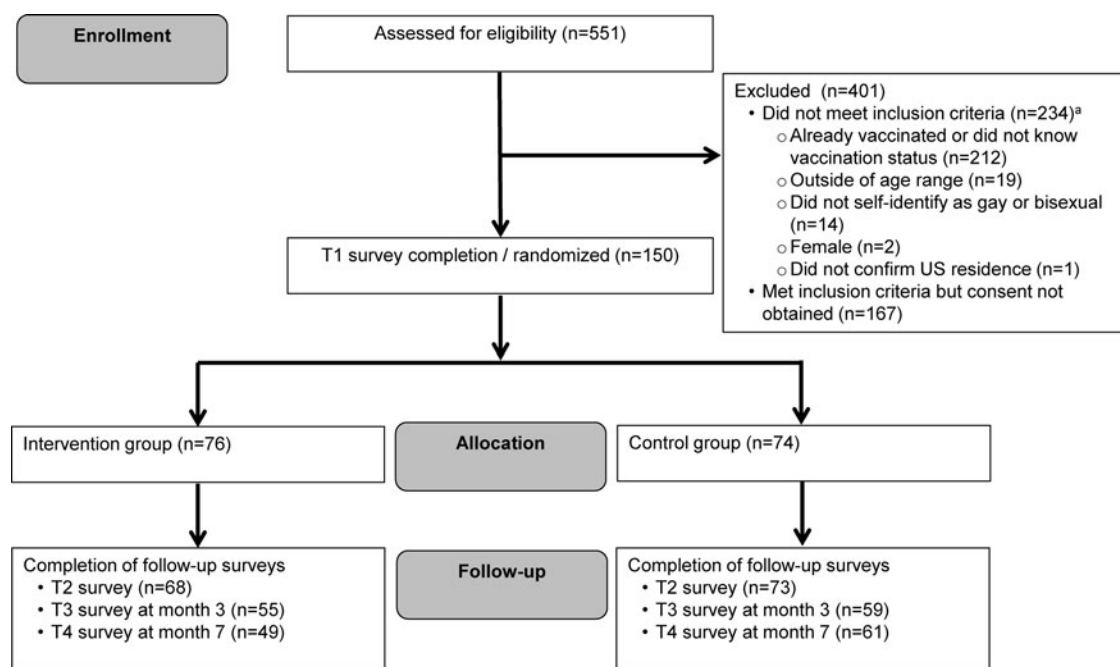 Enrollment
Assessed for eligibility (n=551)
Excluded (n=401)
• Did not meet inclusion criteria (n=234)ᵃ
o Already vaccinated or did not know
vaccination status (n=212)
o Outside of age range (n=19)
o Did not self-identify as gay or bisexual
(n=14)
o Female (n=2)
o Did not confirm US residence (n=1)
• Met inclusion criteria but consent not
obtained (n=167)
T1 survey completion / randomized (n=150)
Intervention group (n=76)
Allocation
Control group (n=74)
Completion of follow-up surveys
• T2 survey (n=68)
• T3 survey at month 3 (n=55)
• T4 survey at month 7 (n=49)
Follow-up
Completion of follow-up surveys
• T2 survey (n=73)
• T3 survey at month 3 (n=59)
• T4 survey at month 7 (n=61)